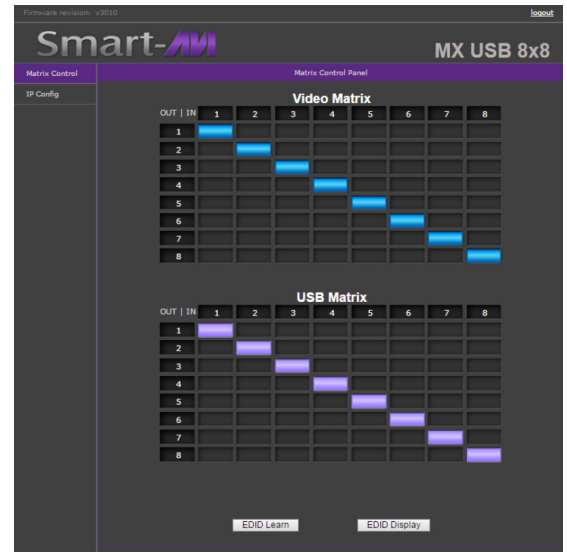 Firmware revision: v3010 logout
Smart-AVI MX USB 8x8
Matrix Control Matrix Control Panel
IP Config
Video Matrix
OUT | IN 1 2 3 4 5 6 7 8
1
2
3
4
5
6
7
8
USB Matrix
OUT | IN 1 2 3 4 5 6 7 8
1
2
3
4
5
6
7
8
EDID Learn EDID Display